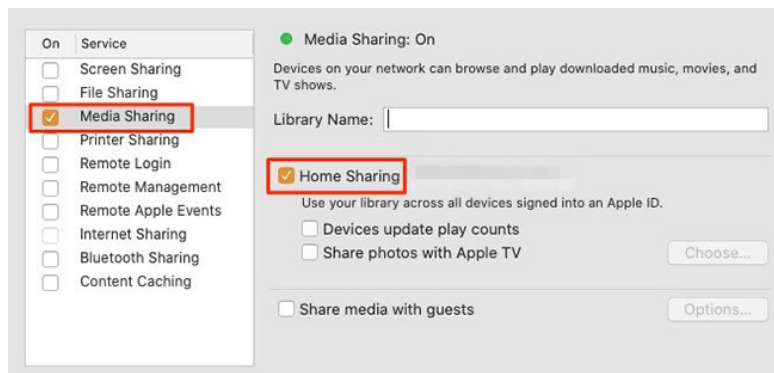 On Service
Screen Sharing
File Sharing
Media Sharing
Printer Sharing
Remote Login
Remote Management
Remote Apple Events
Internet Sharing
Bluetooth Sharing
Content Caching
Media Sharing: On
Devices on your network can browse and play downloaded music, movies, and
TV shows.
Library Name:
Home Sharing
Use your library across all devices signed into an Apple ID.
Devices update play counts
Share photos with Apple TV
Choose...
Share media with guests
Options...